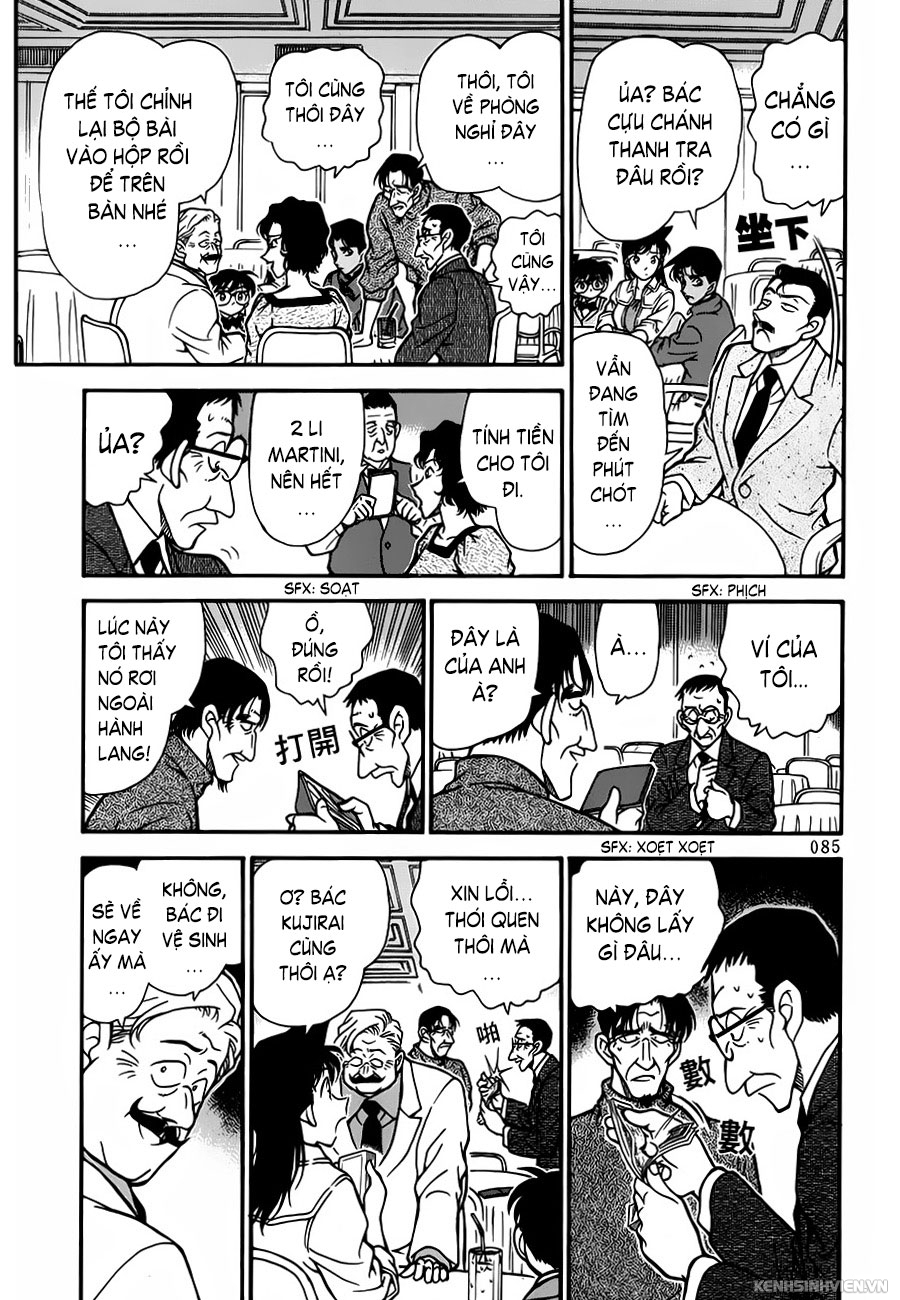 CHẲNG
CÓ GÌ
...
ỦA? BÁC
CỰU CHÁNH
THANH TRA
ĐÂU RỒI?
坐下
VẪN
ĐANG
TÌM
ĐẾN
PHÚT
CHÓT
...
THÔI, TÔI
VỀ PHÒNG
NGHỈ ĐÂY
...
TÔI
CŨNG
VẬY...
TÔI CŨNG
THÔI ĐÂY
...
THẾ TÔI CHỈNH
LẠI BỘ BÀI
VÀO HỘP RỒI
ĐỂ TRÊN
BÀN NHÉ
...
TÍNH TIỀN
CHO TÔI
ĐI.
2 LI
MARTINI,
NÊN HẾT
...
ỦA?
SFX: SOẠT
SFX: PHỊCH
VÍ CỦA
TÔI...
À...
ĐÂY LÀ
CỦA ANH
À?
Ồ,
ĐÚNG
RỒI!
打開
LÚC NÀY
TÔI THẤY
NÓ RƠI
NGOÀI
HÀNH
LANG!
SFX: XOẸT XOẸT
085
NÀY, ĐÂY
KHÔNG LẤY
GÌ ĐÂU...
數
數
XIN LỖI...
THÓI QUEN
THÔI MÀ
...
啪
Ơ? BÁC
KUJIRAI
CŨNG
THÔI Ạ?
KHÔNG,
BÁC ĐI
VỆ SINH
...
SẼ VỀ
NGAY
ẤY MÀ
...
KENHSINHVIEN.VN